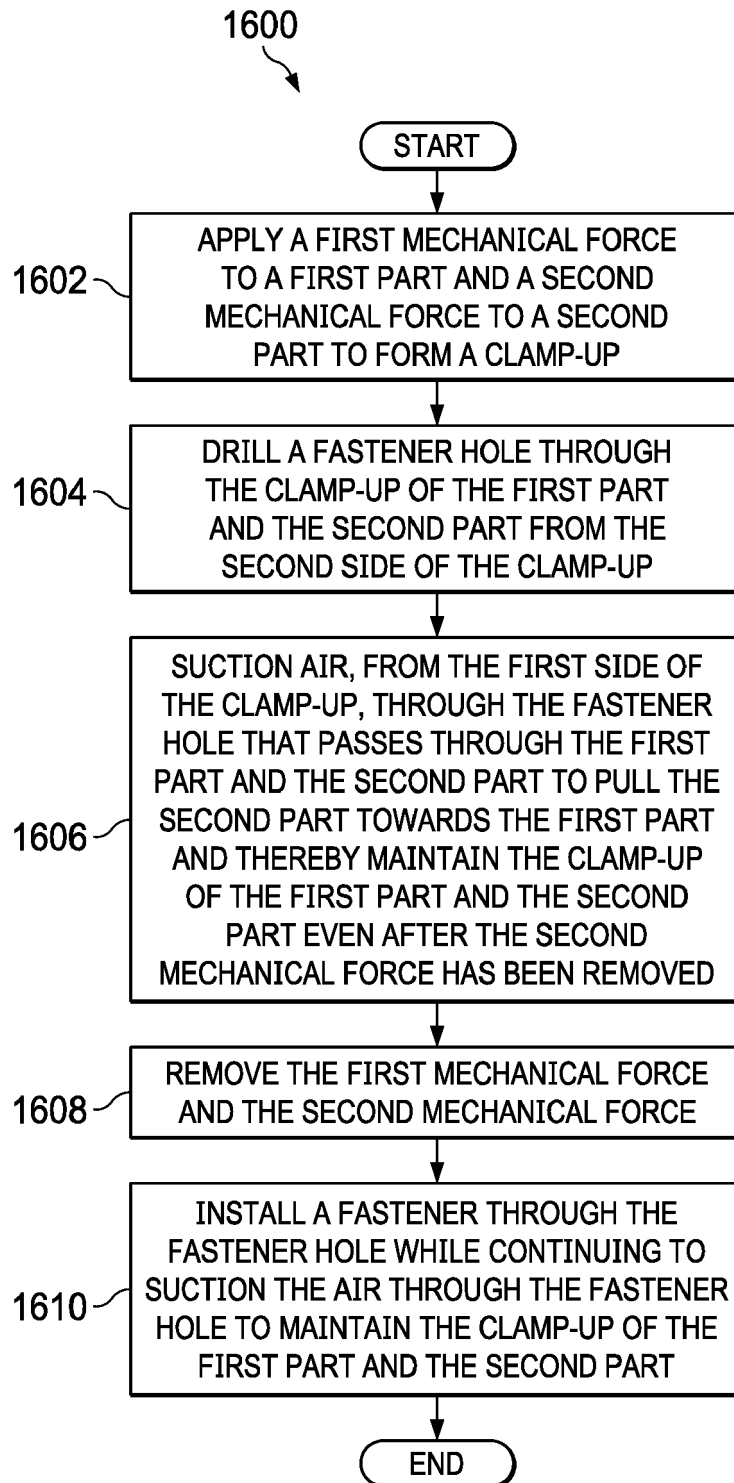 1600
START
1602
APPLY A FIRST MECHANICAL FORCE
TO A FIRST PART AND A SECOND
MECHANICAL FORCE TO A SECOND
PART TO FORM A CLAMP-UP
1604
DRILL A FASTENER HOLE THROUGH
THE CLAMP-UP OF THE FIRST PART
AND THE SECOND PART FROM THE
SECOND SIDE OF THE CLAMP-UP
1606
SUCTION AIR, FROM THE FIRST SIDE OF
THE CLAMP-UP, THROUGH THE FASTENER
HOLE THAT PASSES THROUGH THE FIRST
PART AND THE SECOND PART TO PULL THE
SECOND PART TOWARDS THE FIRST PART
AND THEREBY MAINTAIN THE CLAMP-UP
OF THE FIRST PART AND THE SECOND
PART EVEN AFTER THE SECOND
MECHANICAL FORCE HAS BEEN REMOVED
1608
REMOVE THE FIRST MECHANICAL FORCE
AND THE SECOND MECHANICAL FORCE
1610
INSTALL A FASTENER THROUGH THE
FASTENER HOLE WHILE CONTINUING TO
SUCTION THE AIR THROUGH THE FASTENER
HOLE TO MAINTAIN THE CLAMP-UP OF THE
FIRST PART AND THE SECOND PART
END